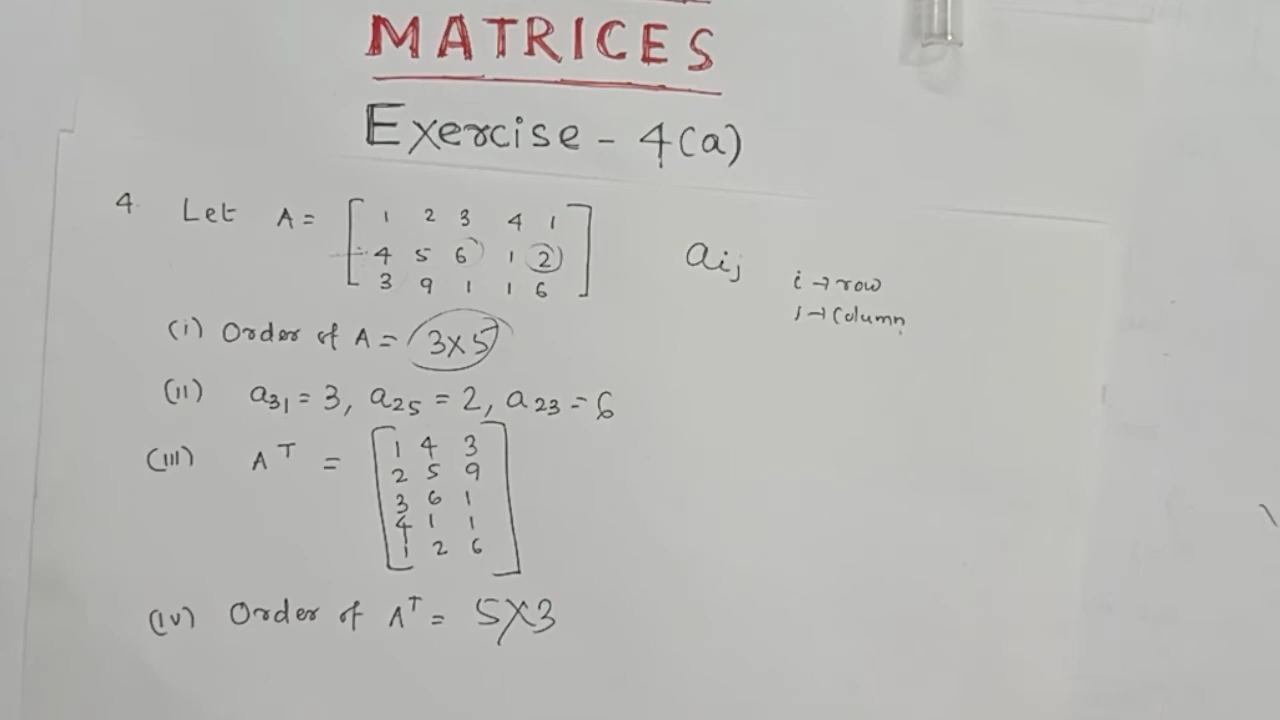 MATRICES
Exercise - 4(a)
4. Let A = [ 1 2 3 4 1
4 5 6 1 2
3 9 1 1 6 ]
aij
i → row
j → Column
(i) Order of A = 3×5
(ii) a31 = 3, a25 = 2, a23 = 6
(iii) A^T = [ 1 4 3
2 5 9
3 6 1
4 1 1
1 2 6 ]
(iv) Order of A^T = 5×3